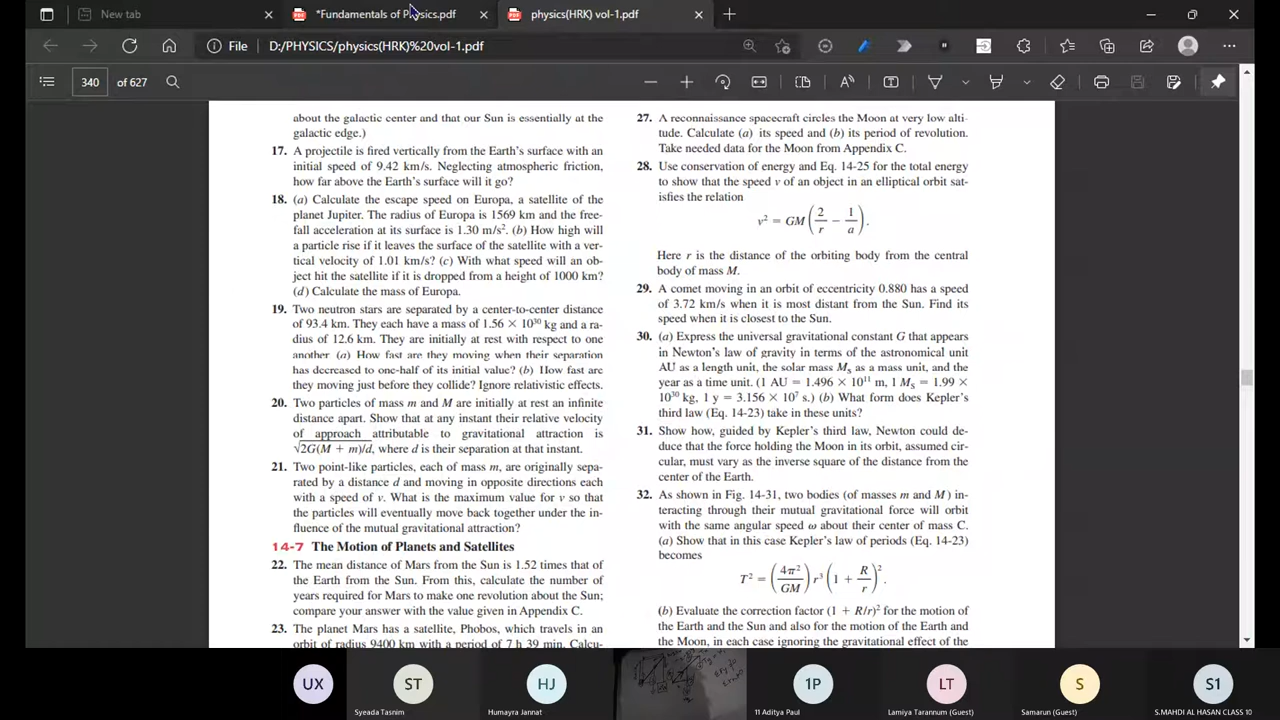 New tab
*Fundamentals of Physics.pdf
physics(HRK) vol-1.pdf
File
D:/PHYSICS/physics(HRK)%20vol-1.pdf
340
of 627
about the galactic center and that our Sun is essentially at the
galactic edge.)
17. A projectile is fired vertically from the Earth's surface with an
initial speed of 9.42 km/s. Neglecting atmospheric friction,
how far above the Earth's surface will it go?
18. (a) Calculate the escape speed on Europa, a satellite of the
planet Jupiter. The radius of Europa is 1569 km and the free-
fall acceleration at its surface is 1.30 m/s². (b) How high will
a particle rise if it leaves the surface of the satellite with a ver-
tical velocity of 1.01 km/s? (c) With what speed will an ob-
ject hit the satellite if it is dropped from a height of 1000 km?
(d) Calculate the mass of Europa.
19. Two neutron stars are separated by a center-to-center distance
of 93.4 km. They each have a mass of 1.56 × 10³⁰ kg and a ra-
dius of 12.6 km. They are initially at rest with respect to one
another (a) How fast are they moving when their separation
has decreased to one-half of its initial value? (b) How fast are
they moving just before they collide? Ignore relativistic effects.
20. Two particles of mass m and M are initially at rest an infinite
distance apart. Show that at any instant their relative velocity
of approach attributable to gravitational attraction is
√2G(M + m)/d, where d is their separation at that instant.
21. Two point-like particles, each of mass m, are originally sepa-
rated by a distance d and moving in opposite directions each
with a speed of v. What is the maximum value for v so that
the particles will eventually move back together under the in-
fluence of the mutual gravitational attraction?
14-7 The Motion of Planets and Satellites
22. The mean distance of Mars from the Sun is 1.52 times that of
the Earth from the Sun. From this, calculate the number of
years required for Mars to make one revolution about the Sun;
compare your answer with the value given in Appendix C.
23. The planet Mars has a satellite, Phobos, which travels in an
orbit of radius 9400 km with a period of 7 h 39 min. Calcu-
27. A reconnaissance spacecraft circles the Moon at very low alti-
tude. Calculate (a) its speed and (b) its period of revolution.
Take needed data for the Moon from Appendix C.
28. Use conservation of energy and Eq. 14-25 for the total energy
to show that the speed v of an object in an elliptical orbit sat-
isfies the relation
v² = GM(2/r − 1/a).
Here r is the distance of the orbiting body from the central
body of mass M.
29. A comet moving in an orbit of eccentricity 0.880 has a speed
of 3.72 km/s when it is most distant from the Sun. Find its
speed when it is closest to the Sun.
30. (a) Express the universal gravitational constant G that appears
in Newton's law of gravity in terms of the astronomical unit
AU as a length unit, the solar mass Mₛ as a mass unit, and the
year as a time unit. (1 AU = 1.496 × 10¹¹ m, 1 Mₛ = 1.99 ×
10³⁰ kg, 1 y = 3.156 × 10⁷ s.) (b) What form does Kepler's
third law (Eq. 14-23) take in these units?
31. Show how, guided by Kepler's third law, Newton could de-
duce that the force holding the Moon in its orbit, assumed cir-
cular, must vary as the inverse square of the distance from the
center of the Earth.
32. As shown in Fig. 14-31, two bodies (of masses m and M) in-
teracting through their mutual gravitational force will orbit
with the same angular speed ω about their center of mass C.
(a) Show that in this case Kepler's law of periods (Eq. 14-23)
becomes
T² = (4π²/GM) r³ (1 + R/r)².
(b) Evaluate the correction factor (1 + R/r)² for the motion of
the Earth and the Sun and also for the motion of the Earth and
the Moon, in each case ignoring the gravitational effect of the
UX
ST
HJ
1P
LT
S
S1
Syeada Tasnim
Humayra Jannat
11 Aditya Paul
Lamiya Tarannum (Guest)
Samarun (Guest)
S.MAHDI AL HASAN CLASS 10